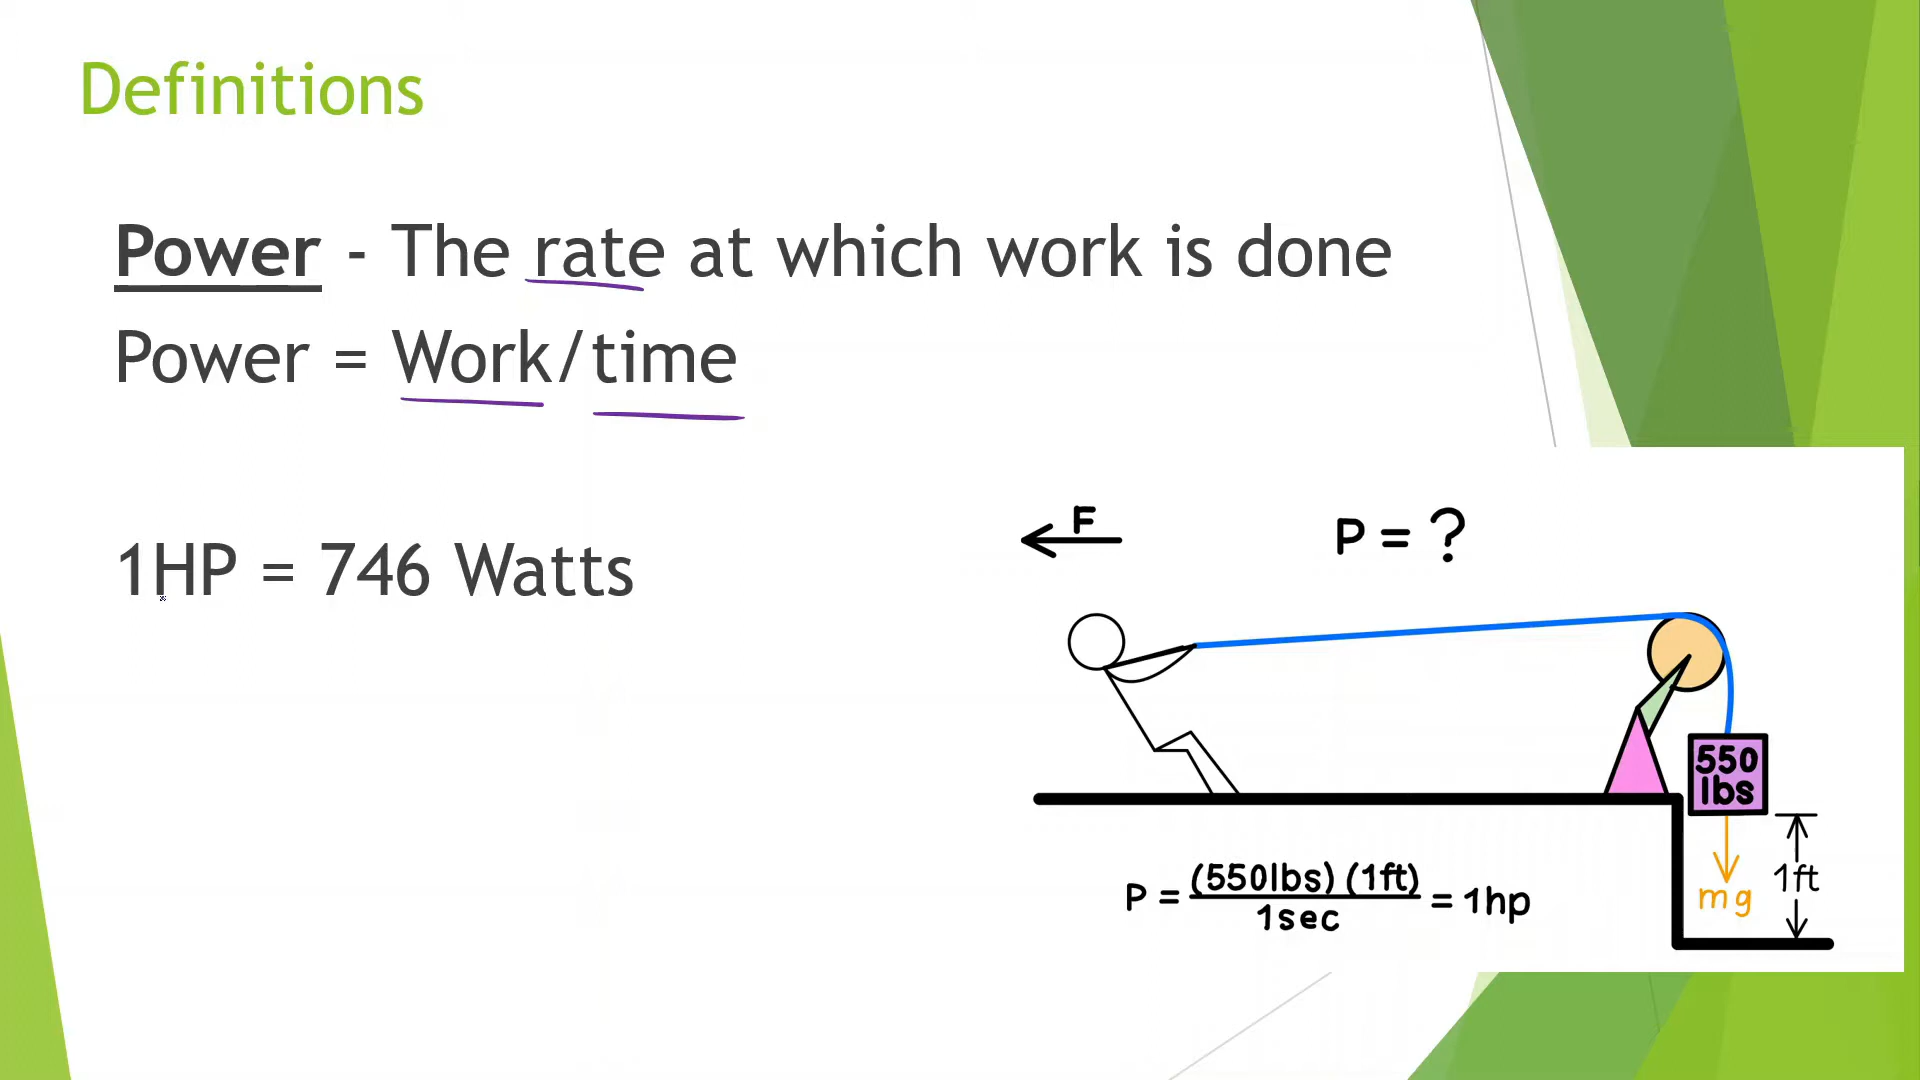 Definitions
Power - The rate at which work is done
Power = Work/time
1HP = 746 Watts
F
P = ?
550
lbs
mg
1ft
P = (550lbs) (1ft)
1sec
= 1hp